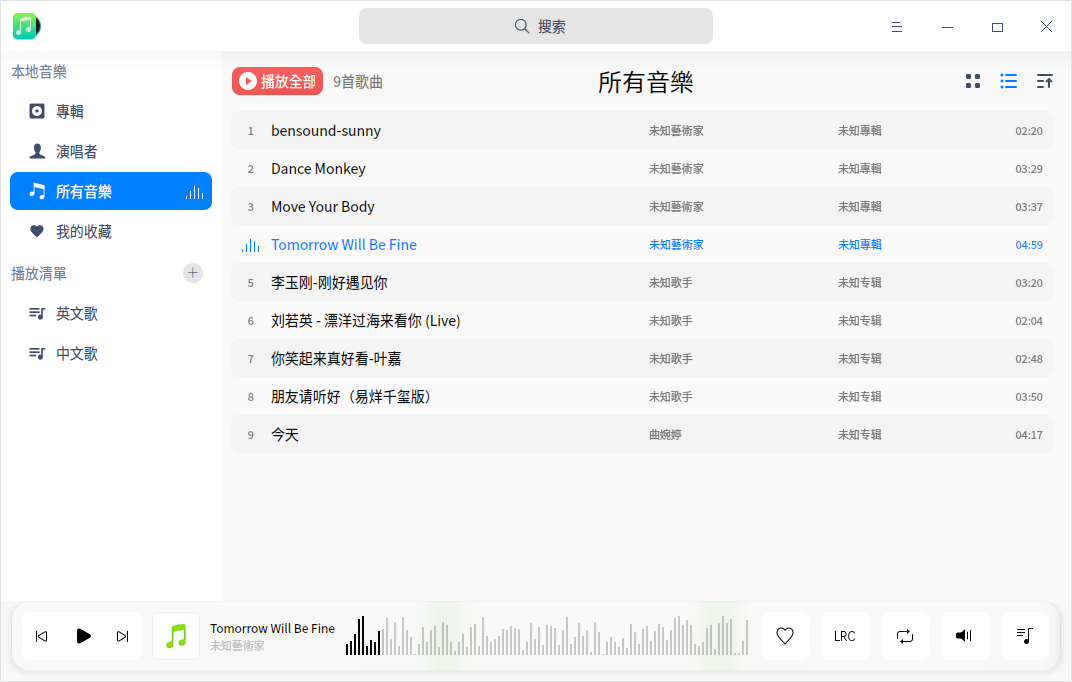 搜索
本地音樂
專輯
演唱者
所有音樂
我的收藏
播放清單
英文歌
中文歌
播放全部 9首歌曲 所有音樂
1 bensound-sunny 未知藝術家 未知專輯 02:20
2 Dance Monkey 未知藝術家 未知專輯 03:29
3 Move Your Body 未知藝術家 未知專輯 03:37
Tomorrow Will Be Fine 未知藝術家 未知專輯 04:59
5 李玉刚-刚好遇见你 未知歌手 未知专辑 03:20
6 刘若英 - 漂洋过海来看你 (Live) 未知歌手 未知专辑 02:04
7 你笑起来真好看-叶嘉 未知歌手 未知专辑 02:48
8 朋友请听好（易烊千玺版） 未知歌手 未知专辑 03:50
9 今天 曲婉婷 未知专辑 04:17
Tomorrow Will Be Fine
未知藝術家
LRC